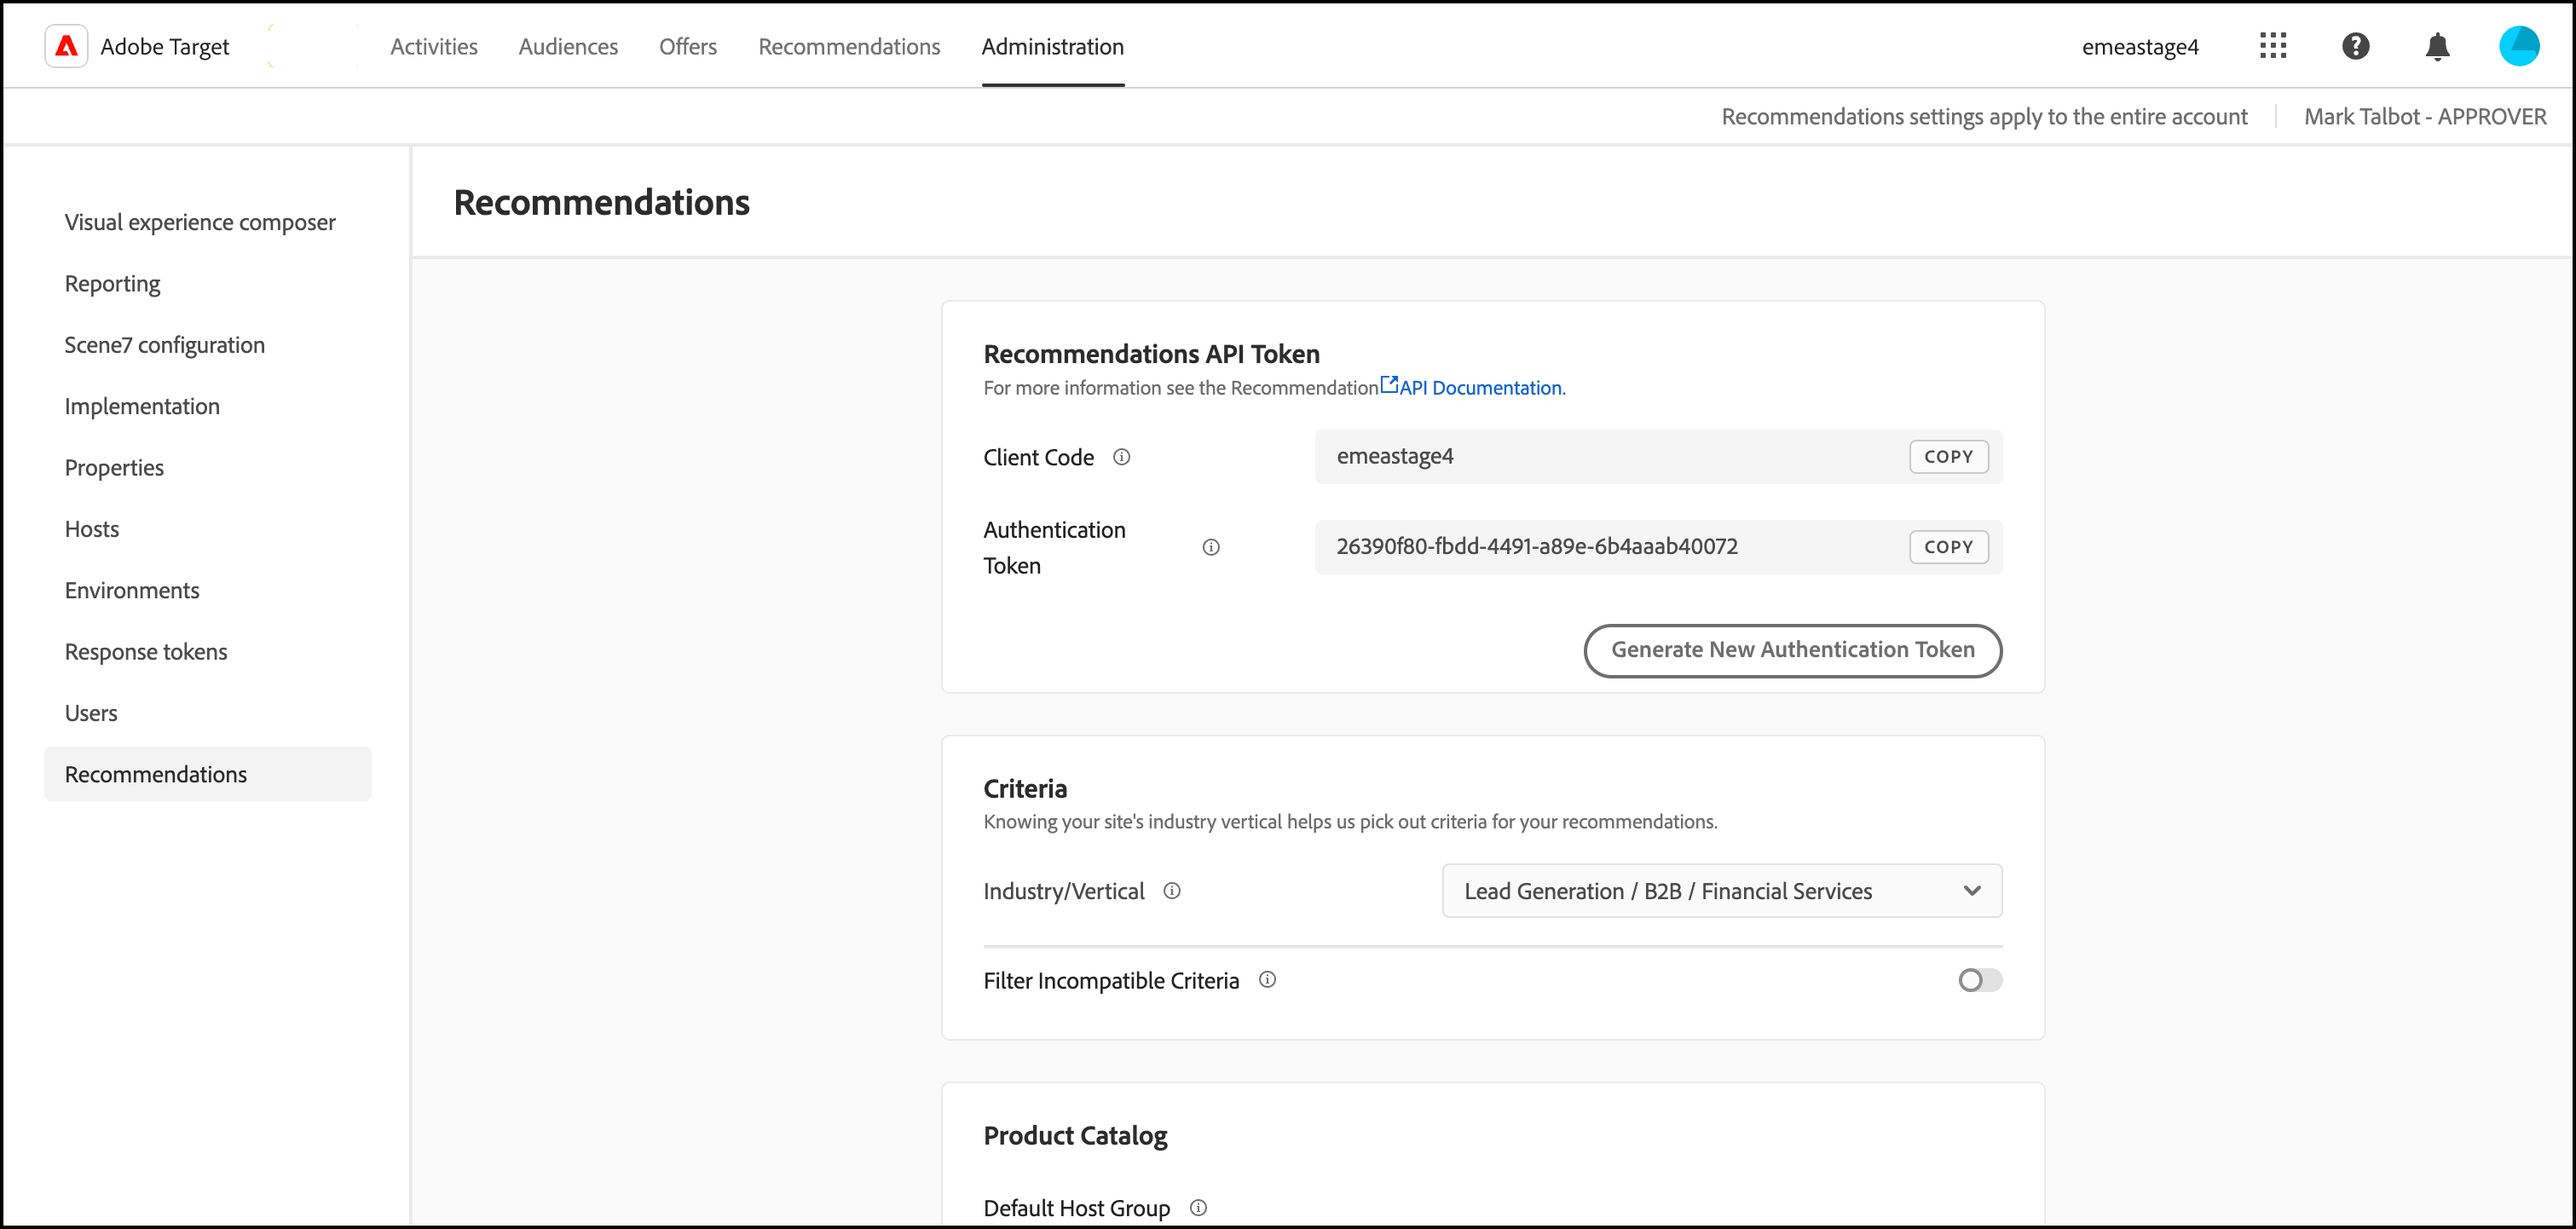 Adobe Target
Activities
Audiences
Offers
Recommendations
Administration
emeastage4
Recommendations settings apply to the entire account
Mark Talbot - APPROVER
Visual experience composer
Reporting
Scene7 configuration
Implementation
Properties
Hosts
Environments
Response tokens
Users
Recommendations
Recommendations
Recommendations API Token
For more information see the Recommendation API Documentation.
Client Code
emeastage4
COPY
Authentication
Token
26390f80-fbdd-4491-a89e-6b4aaab40072
COPY
Generate New Authentication Token
Criteria
Knowing your site's industry vertical helps us pick out criteria for your recommendations.
Industry/Vertical
Lead Generation / B2B / Financial Services
Filter Incompatible Criteria
Product Catalog
Default Host Group